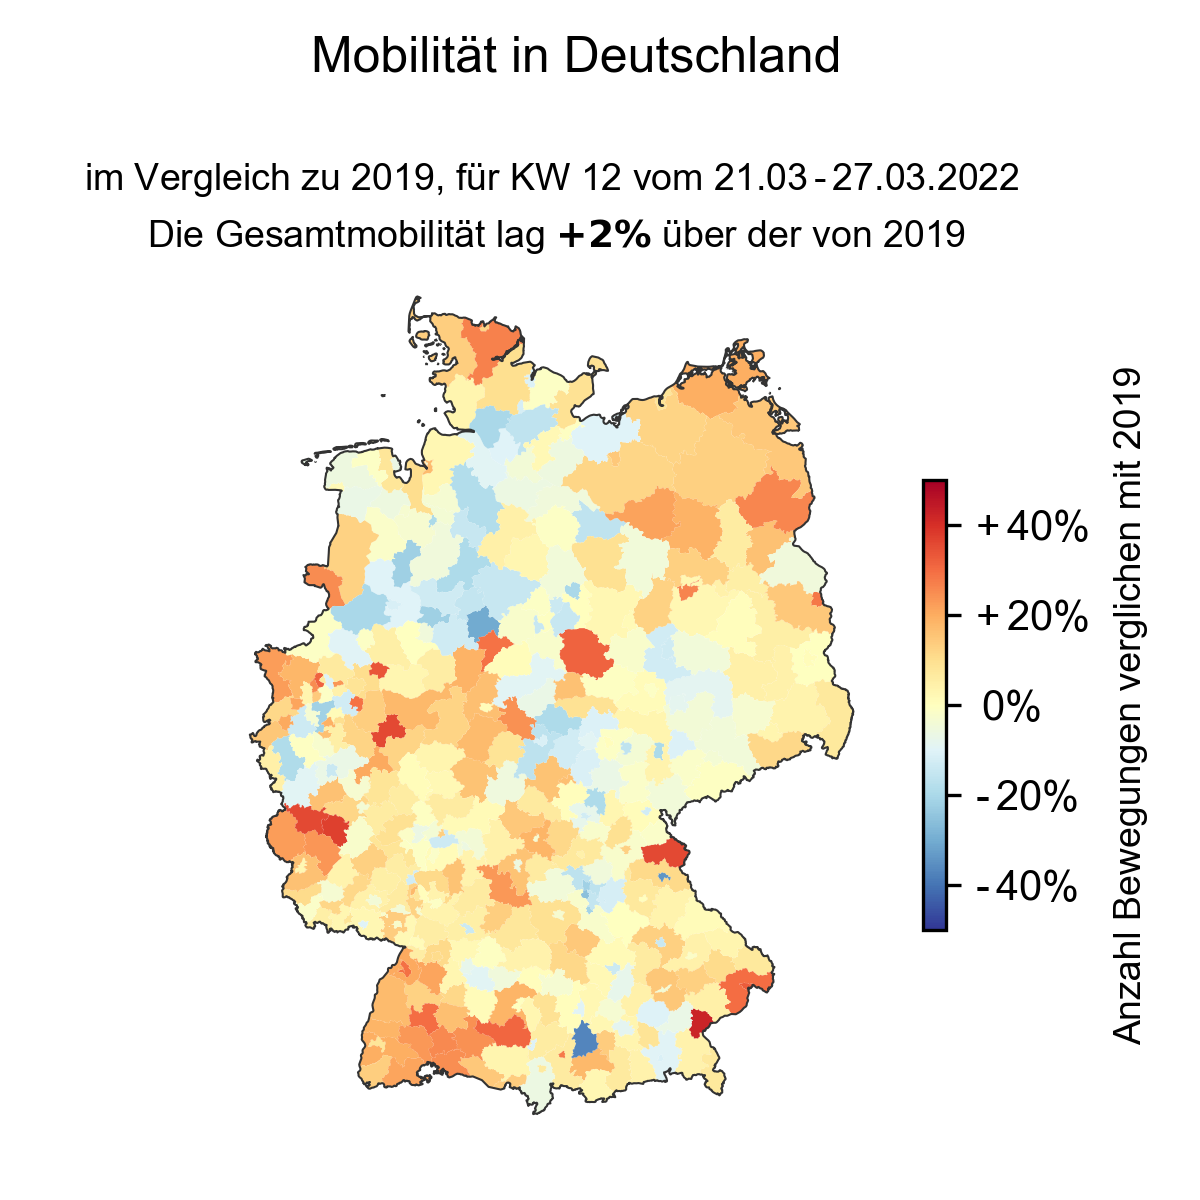 Mobilität in Deutschland
im Vergleich zu 2019, für KW 12 vom 21.03 - 27.03.2022
Die Gesamtmobilität lag +2% über der von 2019
+40%
+20%
0%
-20%
-40%
Anzahl Bewegungen verglichen mit 2019